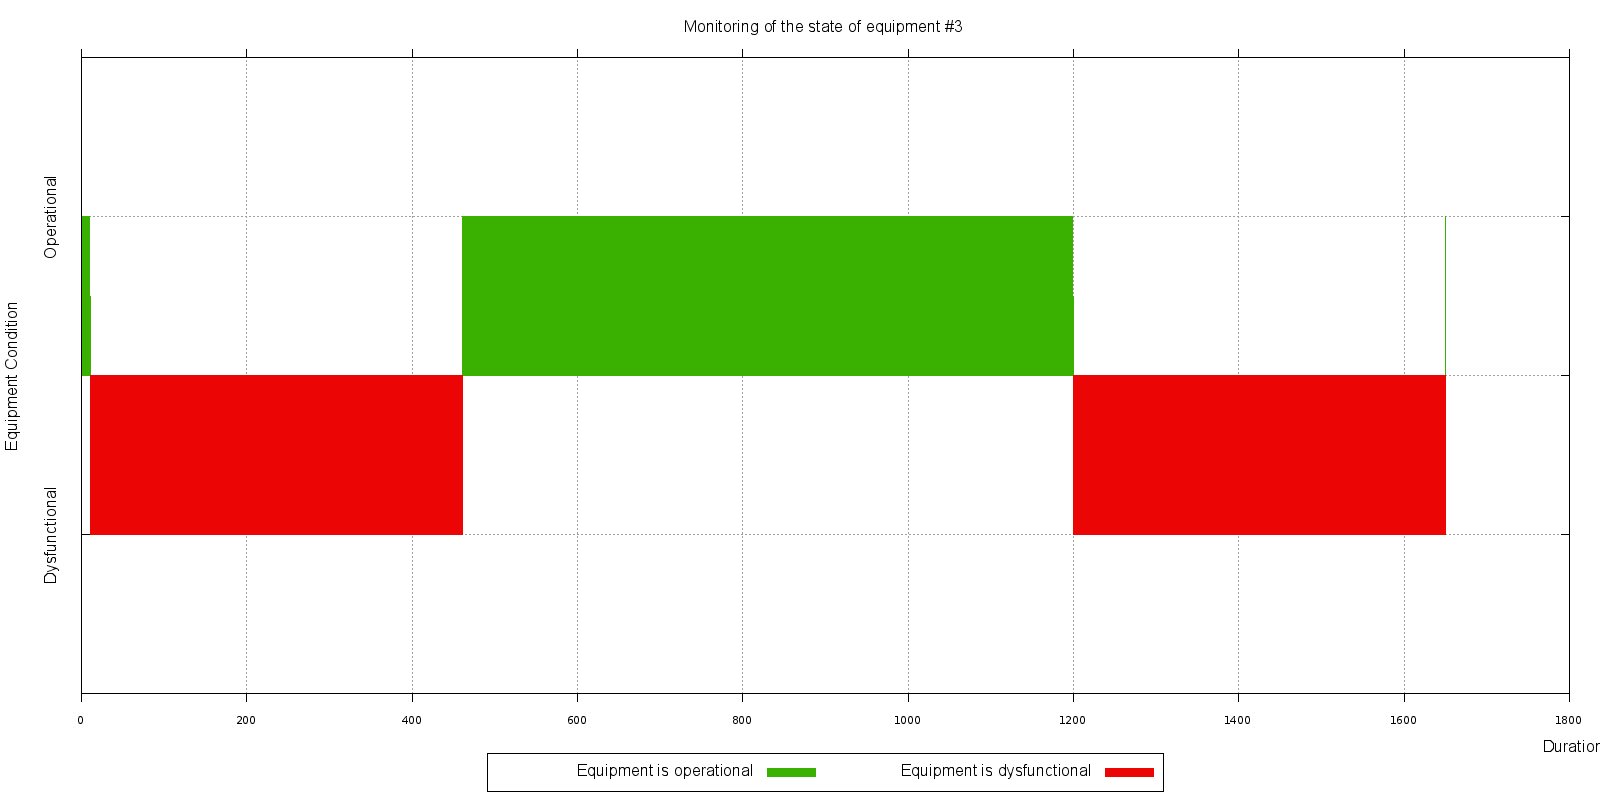 Monitoring of the state of equipment #3
Operational
Equipment Condition
Dysfunctional
0 200 400 600 800 1000 1200 1400 1600 1800
Duration
Equipment is operational Equipment is dysfunctional